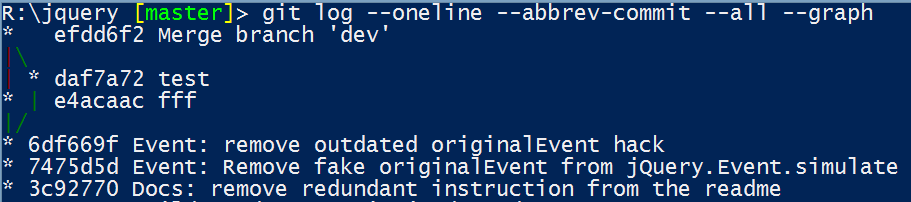 R:\jquery [master]> git log --oneline --abbrev-commit --all --graph
*   efdd6f2 Merge branch 'dev'
|\
| * daf7a72 test
* | e4acaac fff
|/
* 6df669f Event: remove outdated originalEvent hack
* 7475d5d Event: Remove fake originalEvent from jQuery.Event.simulate
* 3c92770 Docs: remove redundant instruction from the readme